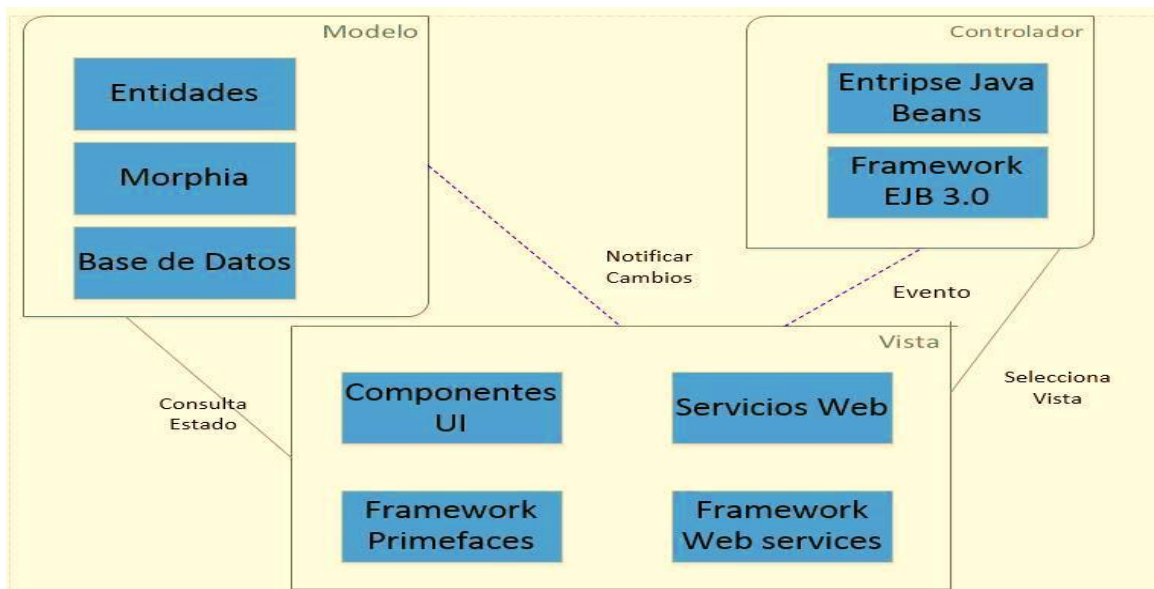 Modelo
Entidades
Morphia
Base de Datos
Controlador
Entripse Java
Beans
Framework
EJB 3.0
Notificar
Cambios
Evento
Consulta
Estado
Selecciona
Vista
Vista
Componentes
UI
Servicios Web
Framework
Primefaces
Framework
Web services